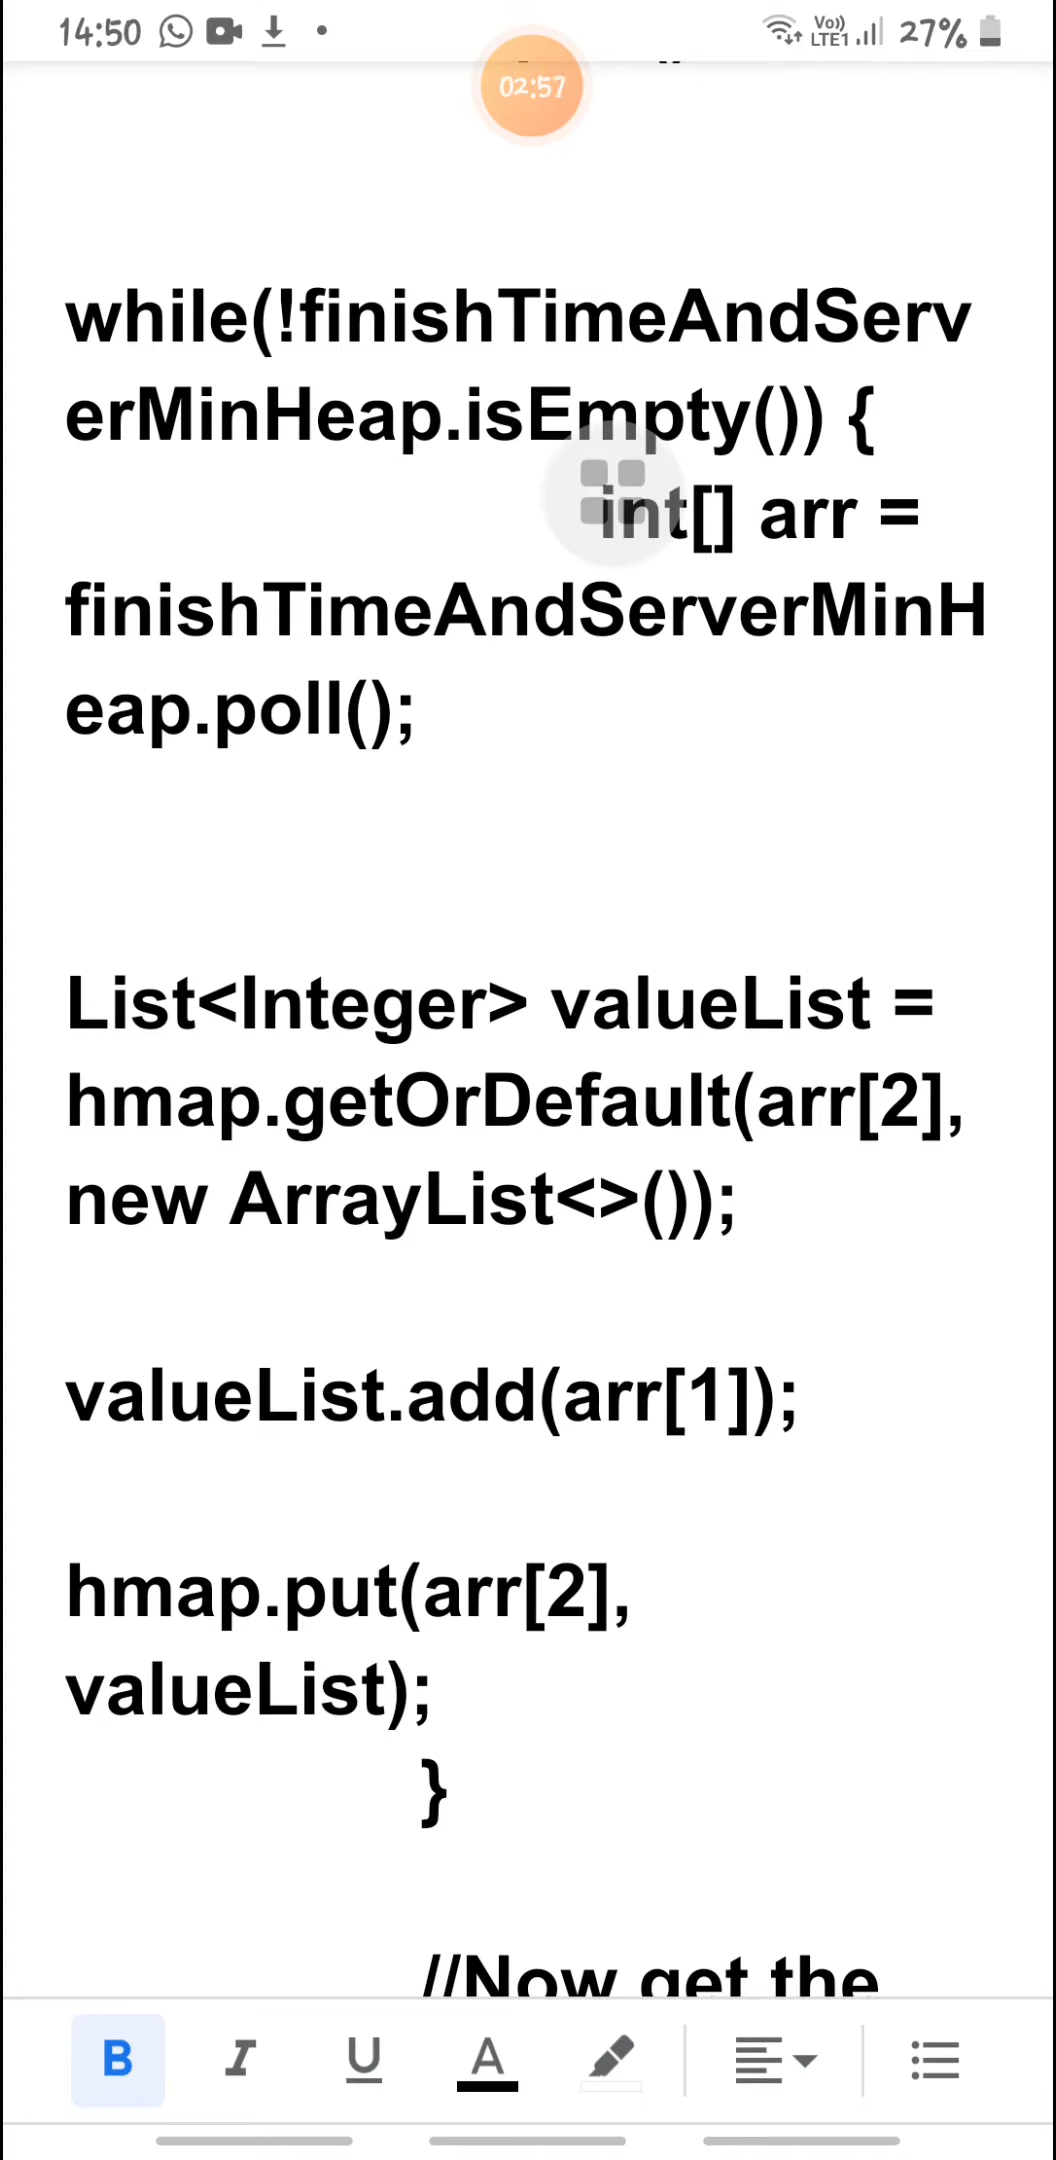 14:50
Vo))
LTE1
27%
02:57
while(!finishTimeAndServ
erMinHeap.isEmpty()) {
int[] arr =
finishTimeAndServerMinH
eap.poll();
List<Integer> valueList =
hmap.getOrDefault(arr[2],
new ArrayList<>());
valueList.add(arr[1]);
hmap.put(arr[2],
valueList);
}
//Now get the
B I U A